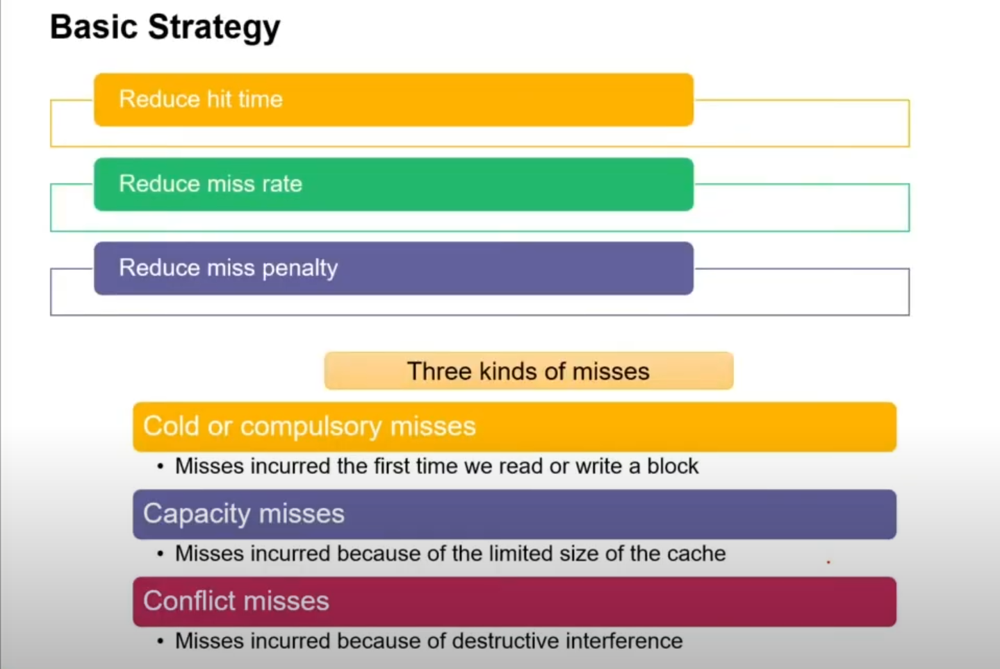 Basic Strategy
Reduce hit time
Reduce miss rate
Reduce miss penalty
Three kinds of misses
Cold or compulsory misses
• Misses incurred the first time we read or write a block
Capacity misses
• Misses incurred because of the limited size of the cache
Conflict misses
• Misses incurred because of destructive interference